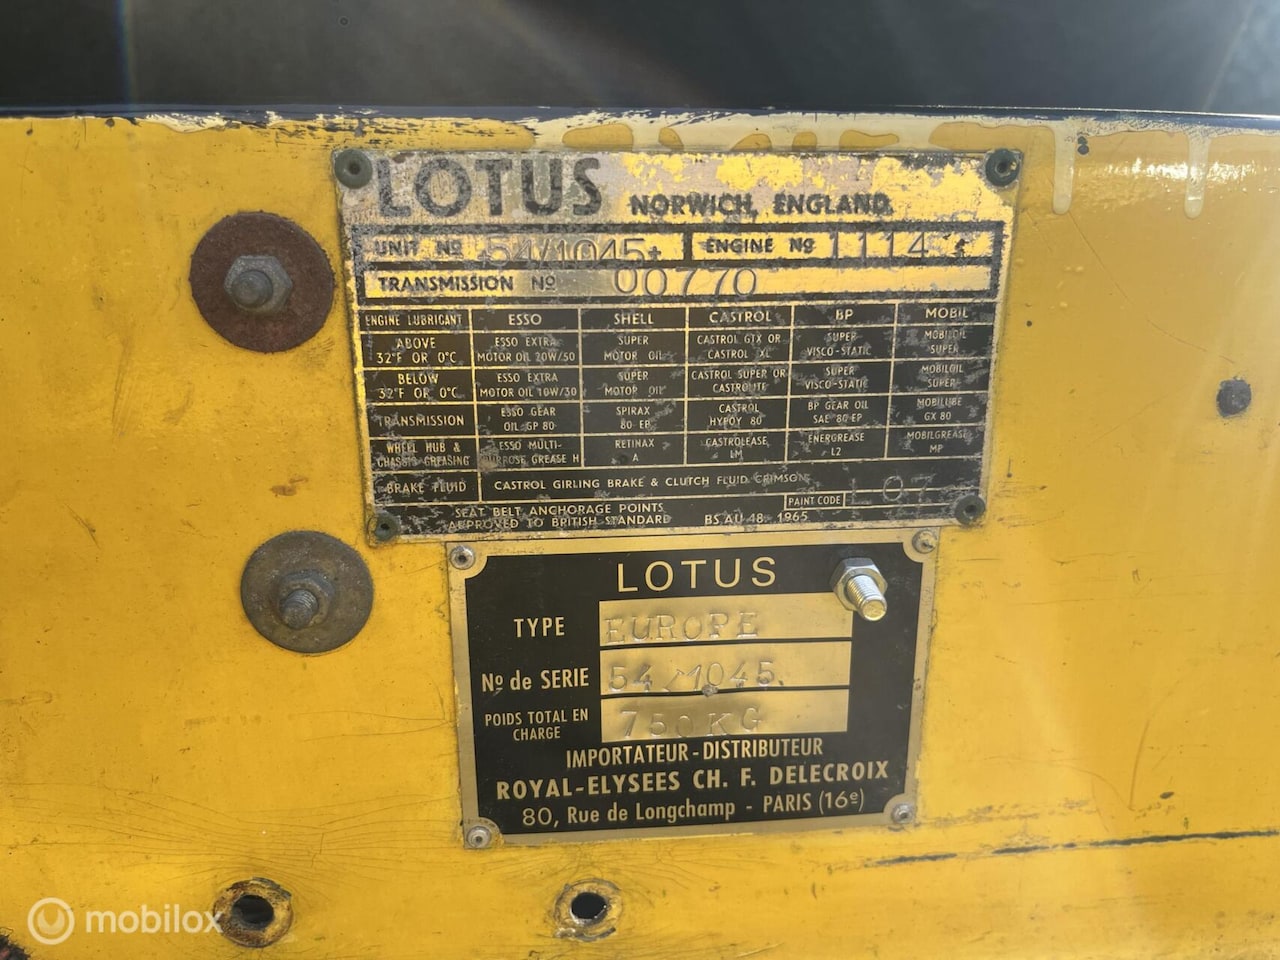 LOTUS NORWICH, ENGLAND.
UNIT Nº 54/1045 ENGINE Nº 1114
TRANSMISSION Nº 00770
ENGINE LUBRICANT ESSO SHELL CASTROL BP MOBIL
ABOVE 32°F OR 0°C. ESSO EXTRA MOTOR OIL 20W/50 SUPER MOTOR OIL CASTROL GTX OR CASTROL XL SUPER VISCO-STATIC MOBILOIL SUPER
BELOW 32°F OR 0°C. ESSO EXTRA MOTOR OIL 10W/30 SUPER MOTOR OIL CASTROL SUPER OR CASTROLITE SUPER VISCO-STATIC MOBILOIL SUPER
TRANSMISSION ESSO GEAR OIL GP 80 SPIRAX 80 EP. CASTROL HYPOY 80 BP GEAR OIL SAE 80 EP MOBILUBE GX 80
WHEEL HUB & CHASSIS GREASING ESSO MULTI-PURPOSE GREASE H RETINAX A CASTROLEASE LM ENERGREASE L2 MOBILGREASE MP
BRAKE FLUID CASTROL GIRLING BRAKE & CLUTCH FLUID CRIMSON
SEAT BELT ANCHORAGE POINTS PAINT CODE
APPROVED TO BRITISH STANDARD BS AU 48. 1965
LOTUS
TYPE EUROPE
Nº de SERIE 54/1045.
POIDS TOTAL EN CHARGE 750KG
IMPORTATEUR-DISTRIBUTEUR
ROYAL-ELYSEES CH. F. DELECROIX
80, Rue de Longchamp - PARIS (16e)
mobilox